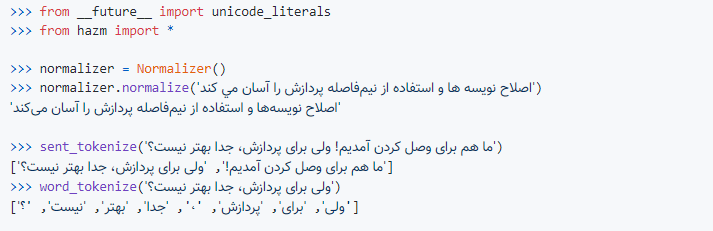 >>> from __future__ import unicode_literals
>>> from hazm import *
>>> normalizer = Normalizer()
>>> normalizer.normalize('اصلاح نويسه ها و استفاده از نیم‌فاصله پردازش را آسان مي كند')
'اصلاح نویسه‌ها و استفاده از نیم‌فاصله پردازش را آسان می‌کند'
>>> sent_tokenize('ما هم برای وصل کردن آمدیم! ولی برای پردازش، جدا بهتر نیست؟')
['ما هم برای وصل کردن آمدیم!', 'ولی برای پردازش، جدا بهتر نیست؟']
>>> word_tokenize('ولی برای پردازش، جدا بهتر نیست؟')
['ولی', 'برای', 'پردازش', '،', 'جدا', 'بهتر', 'نیست', '؟']